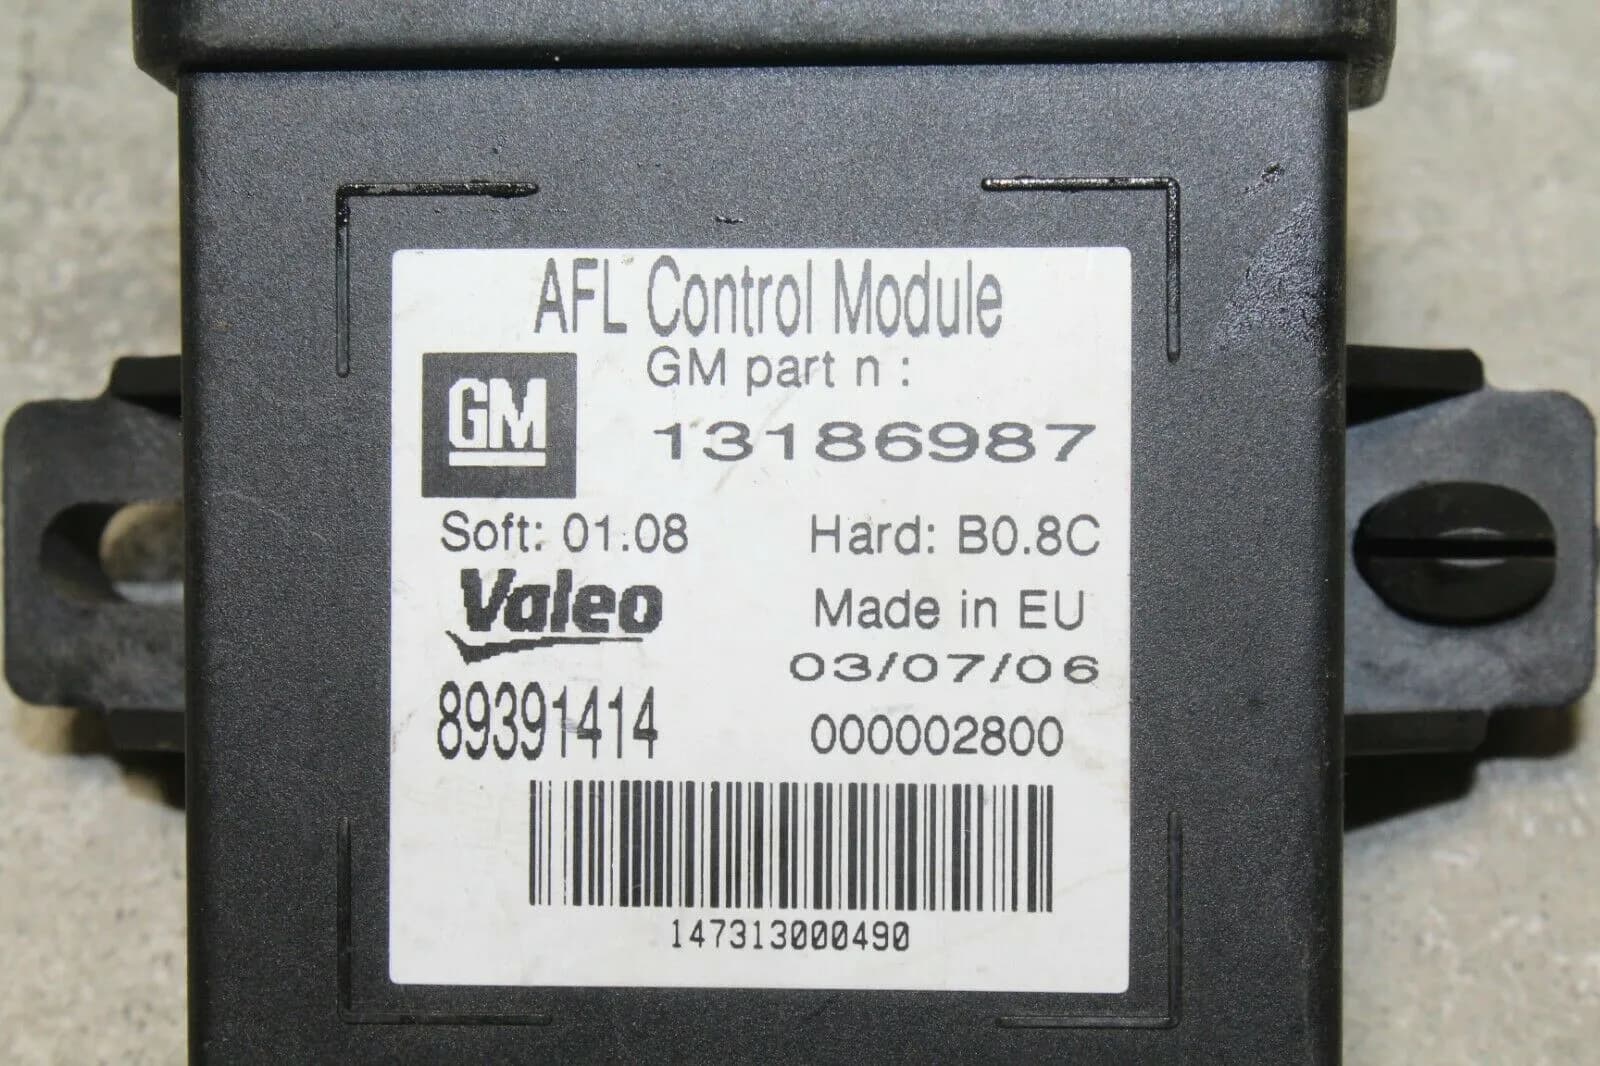 AFL Control Module
GM
GM part n :
13186987
Soft: 01.08 Hard: B0.8C
Valeo Made in EU
03/07/06
89391414 000002800
147313000490